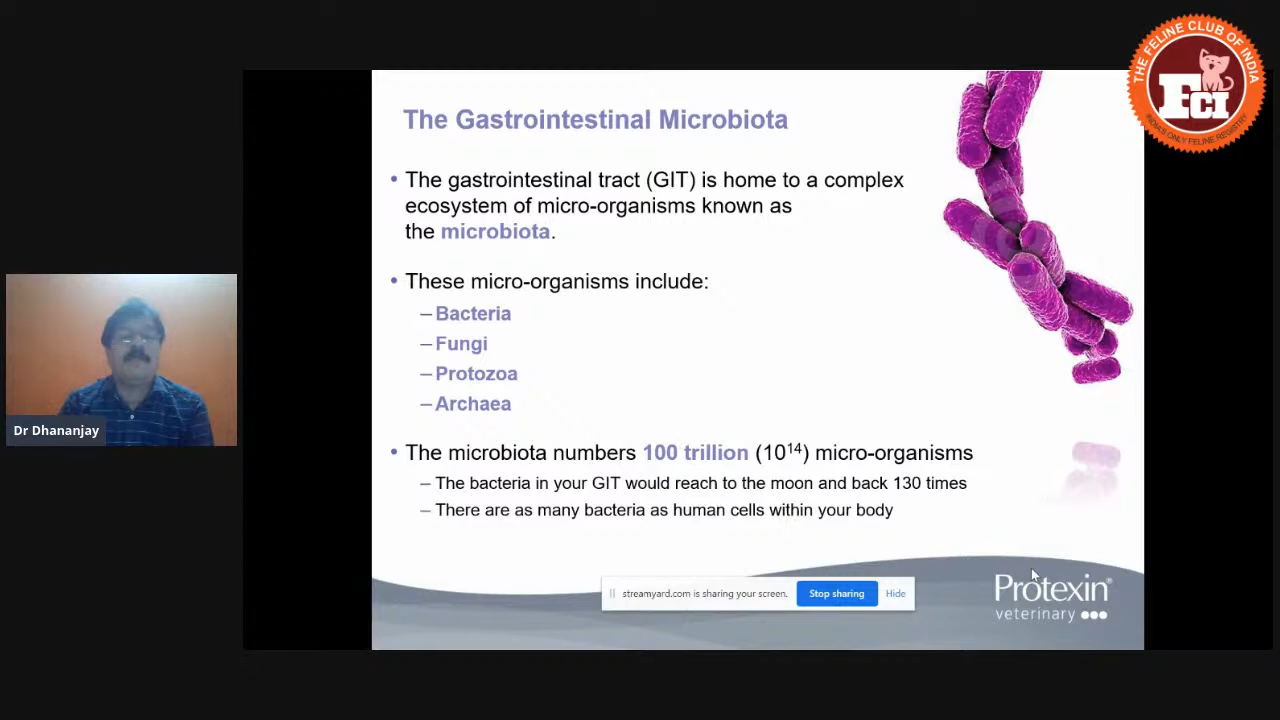 THE FELINE CLUB OF INDIA
FCI
INDIA'S ONLY FELINE REGISTRY
The Gastrointestinal Microbiota
• The gastrointestinal tract (GIT) is home to a complex
ecosystem of micro-organisms known as
the microbiota.
• These micro-organisms include:
– Bacteria
– Fungi
– Protozoa
– Archaea
Dr Dhananjay
• The microbiota numbers 100 trillion (10¹⁴) micro-organisms
– The bacteria in your GIT would reach to the moon and back 130 times
– There are as many bacteria as human cells within your body
streamyard.com is sharing your screen. Stop sharing Hide
Protexin®
veterinary